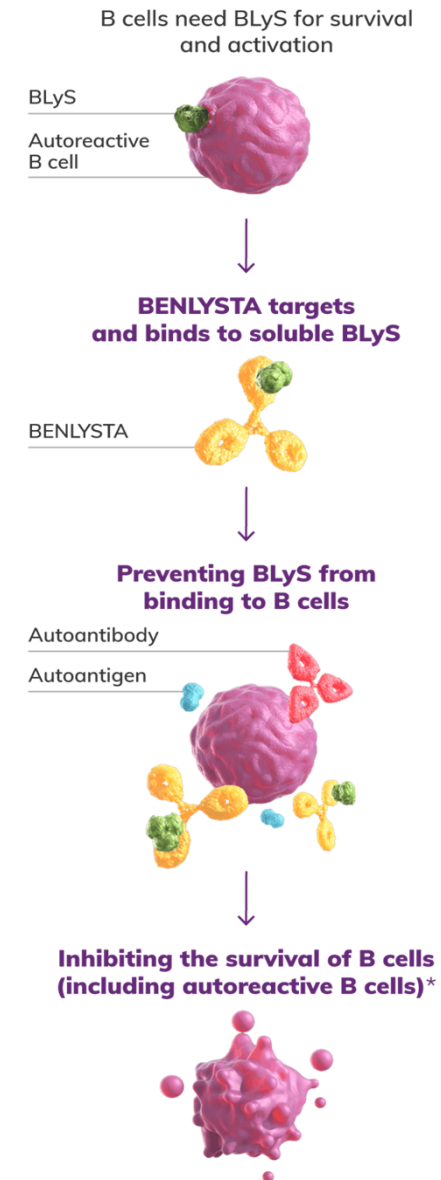 B cells need BLyS for survival
and activation
BLyS
Autoreactive
B cell
BENLYSTA targets
and binds to soluble BLyS
BENLYSTA
Preventing BLyS from
binding to B cells
Autoantibody
Autoantigen
Inhibiting the survival of B cells
(including autoreactive B cells)*